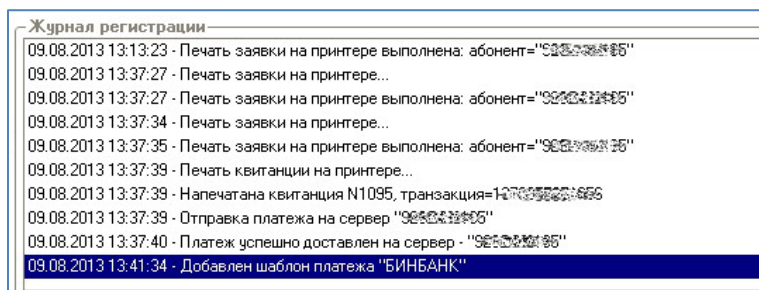 Журнал регистрации
09.08.2013 13:13:23 - Печать заявки на принтере выполнена: абонент=
09.08.2013 13:37:27 - Печать заявки на принтере...
09.08.2013 13:37:27 - Печать заявки на принтере выполнена: абонент=
09.08.2013 13:37:34 - Печать заявки на принтере...
09.08.2013 13:37:35 - Печать заявки на принтере выполнена: абонент=
09.08.2013 13:37:39 - Печать квитанции на принтере...
09.08.2013 13:37:39 - Напечатана квитанция N1095, транзакция=
09.08.2013 13:37:39 - Отправка платежа на сервер
09.08.2013 13:37:40 - Платеж успешно доставлен на сервер -
09.08.2013 13:41:34 - Добавлен шаблон платежа "БИНБАНК"